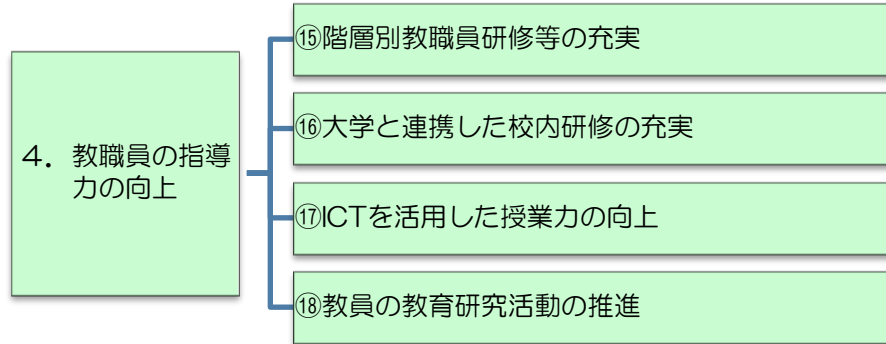 4．教職員の指導
力の向上
⑮階層別教職員研修等の充実
⑯大学と連携した校内研修の充実
⑰ICTを活用した授業力の向上
⑱教員の教育研究活動の推進